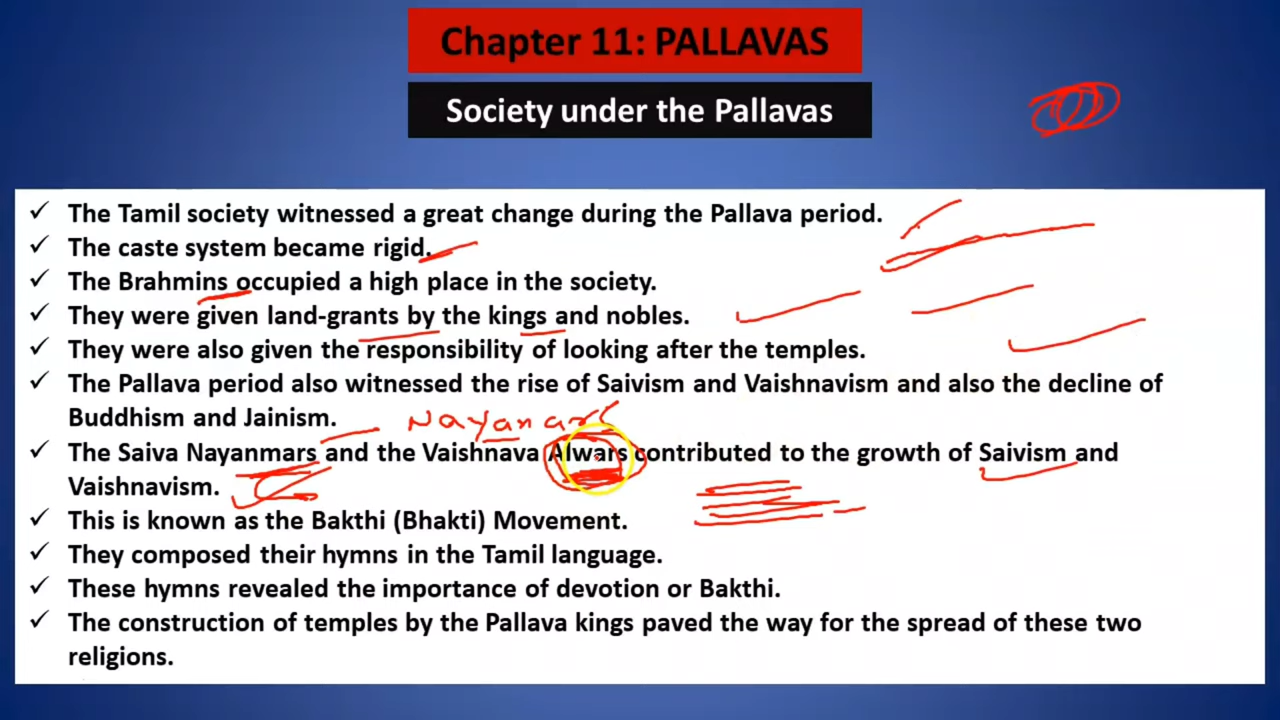 Chapter 11: PALLAVAS
Society under the Pallavas
✓ The Tamil society witnessed a great change during the Pallava period.
✓ The caste system became rigid.
✓ The Brahmins occupied a high place in the society.
✓ They were given land-grants by the kings and nobles.
✓ They were also given the responsibility of looking after the temples.
✓ The Pallava period also witnessed the rise of Saivism and Vaishnavism and also the decline of
Buddhism and Jainism.
Nayanars
✓ The Saiva Nayanmars and the Vaishnava Alwars contributed to the growth of Saivism and
Vaishnavism.
✓ This is known as the Bakthi (Bhakti) Movement.
✓ They composed their hymns in the Tamil language.
✓ These hymns revealed the importance of devotion or Bakthi.
✓ The construction of temples by the Pallava kings paved the way for the spread of these two
religions.